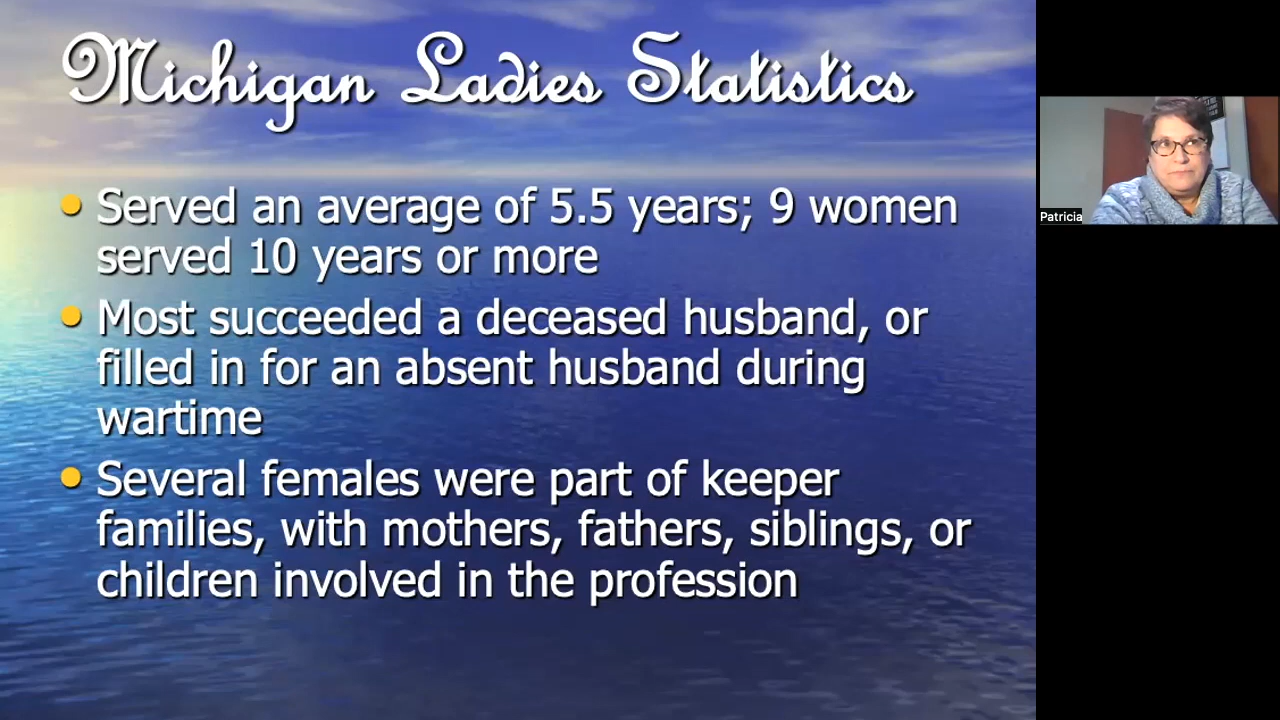 Michigan Ladies Statistics
• Served an average of 5.5 years; 9 women
served 10 years or more
• Most succeeded a deceased husband, or
filled in for an absent husband during
wartime
• Several females were part of keeper
families, with mothers, fathers, siblings, or
children involved in the profession
Patricia